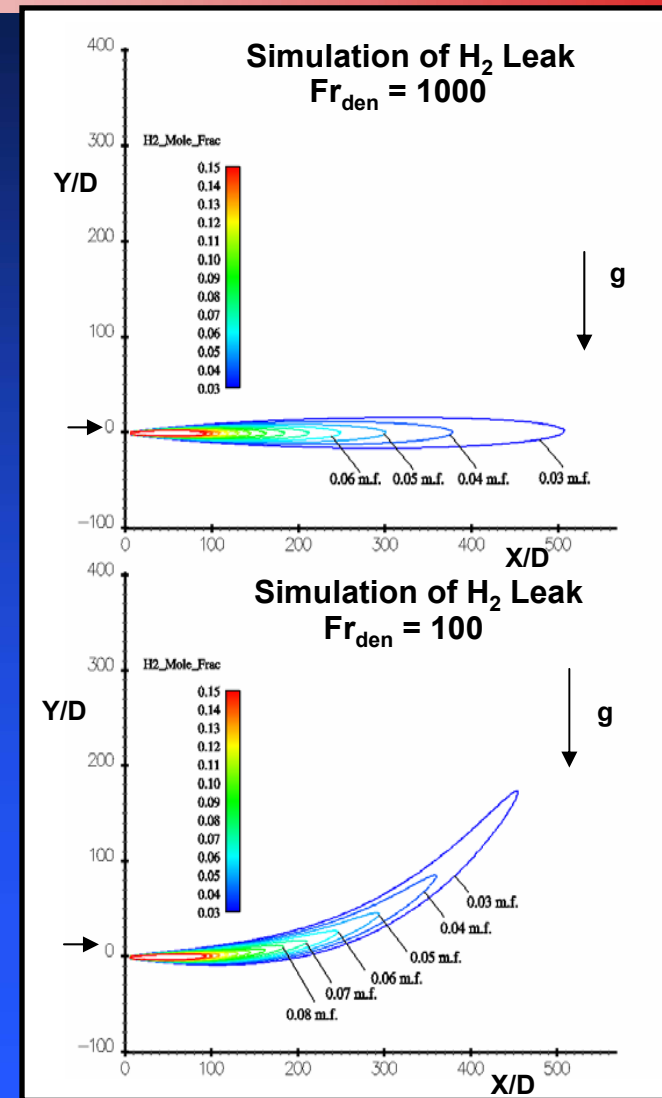 Simulation of H₂ Leak
Fr_den = 1000
400
300
200
100
0
−100
Y/D
H2_Mole_Frac
0.15
0.14
0.13
0.12
0.11
0.10
0.09
0.08
0.07
0.06
0.05
0.04
0.03
g
0.06 m.f.
0.05 m.f.
0.04 m.f.
0.03 m.f.
0
100
200
300
400
500
X/D
Simulation of H₂ Leak
Fr_den = 100
400
300
200
100
0
−100
Y/D
H2_Mole_Frac
0.15
0.14
0.13
0.12
0.11
0.10
0.09
0.08
0.07
0.06
0.05
0.04
0.03
g
0.03 m.f.
0.04 m.f.
0.05 m.f.
0.06 m.f.
0.07 m.f.
0.08 m.f.
0
100
200
300
400
500
X/D